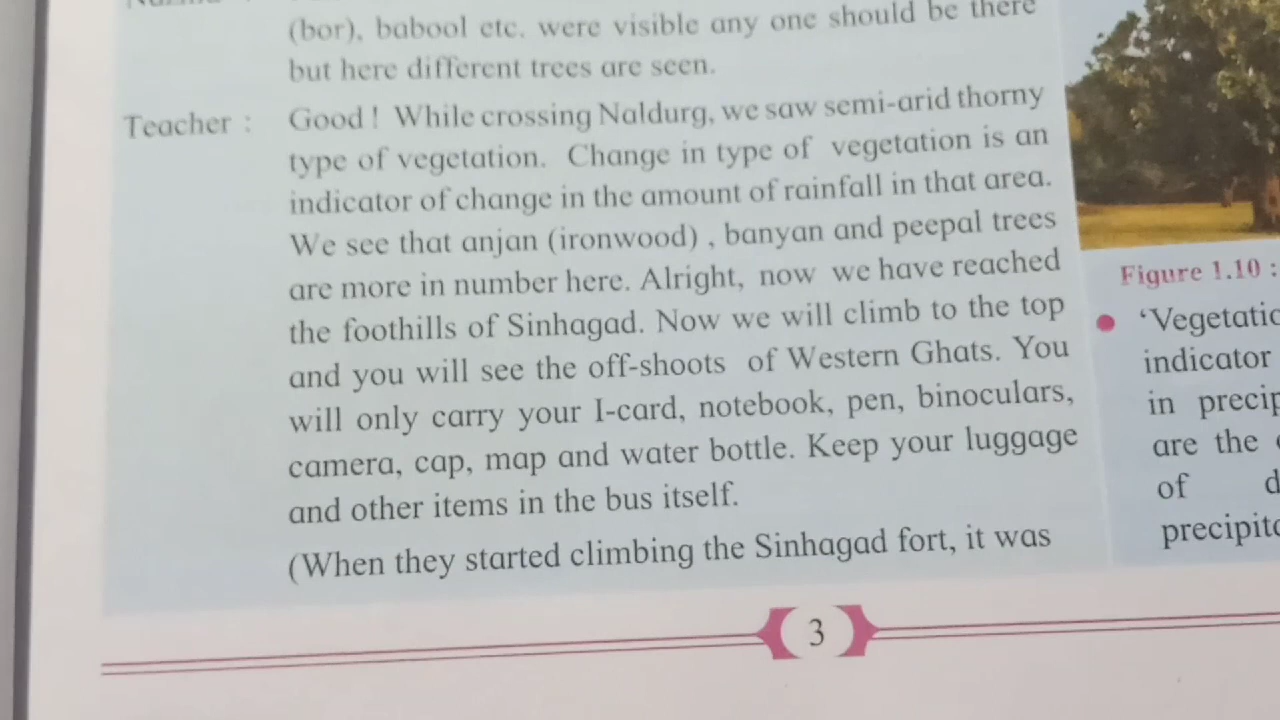 (bor), babool etc. were visible any one should be there
but here different trees are seen.
Teacher : Good ! While crossing Naldurg, we saw semi-arid thorny
type of vegetation. Change in type of vegetation is an
indicator of change in the amount of rainfall in that area.
We see that anjan (ironwood) , banyan and peepal trees
are more in number here. Alright, now we have reached
the foothills of Sinhagad. Now we will climb to the top
and you will see the off-shoots of Western Ghats. You
will only carry your I-card, notebook, pen, binoculars,
camera, cap, map and water bottle. Keep your luggage
and other items in the bus itself.
(When they started climbing the Sinhagad fort, it was
Figure 1.10 :
• ‘Vegetatio
indicator
in precip
are the
of d
precipita
3